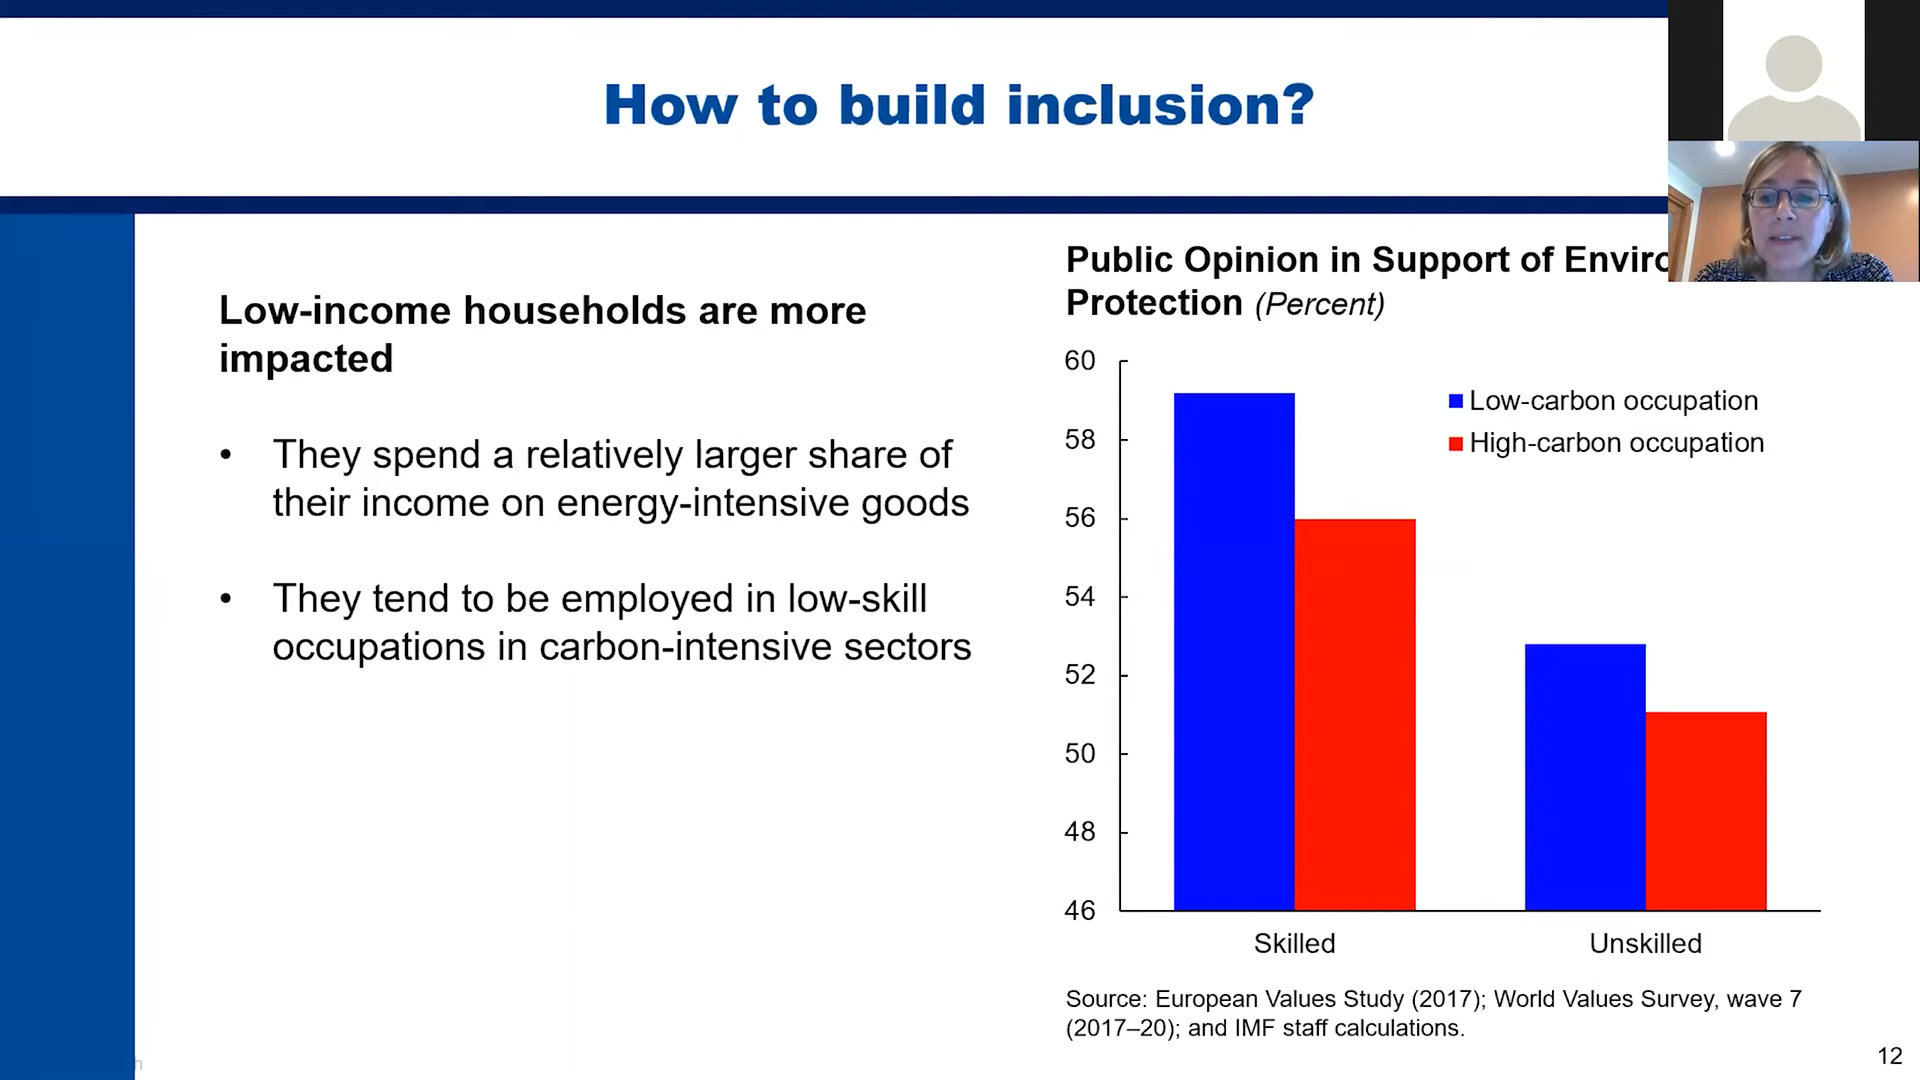 How to build inclusion?
Low-income households are more
impacted
• They spend a relatively larger share of
their income on energy-intensive goods
• They tend to be employed in low-skill
occupations in carbon-intensive sectors
Public Opinion in Support of Enviro
Protection (Percent)
60
58
56
54
52
50
48
46
Low-carbon occupation
High-carbon occupation
Skilled
Unskilled
Source: European Values Study (2017); World Values Survey, wave 7
(2017–20); and IMF staff calculations.
12